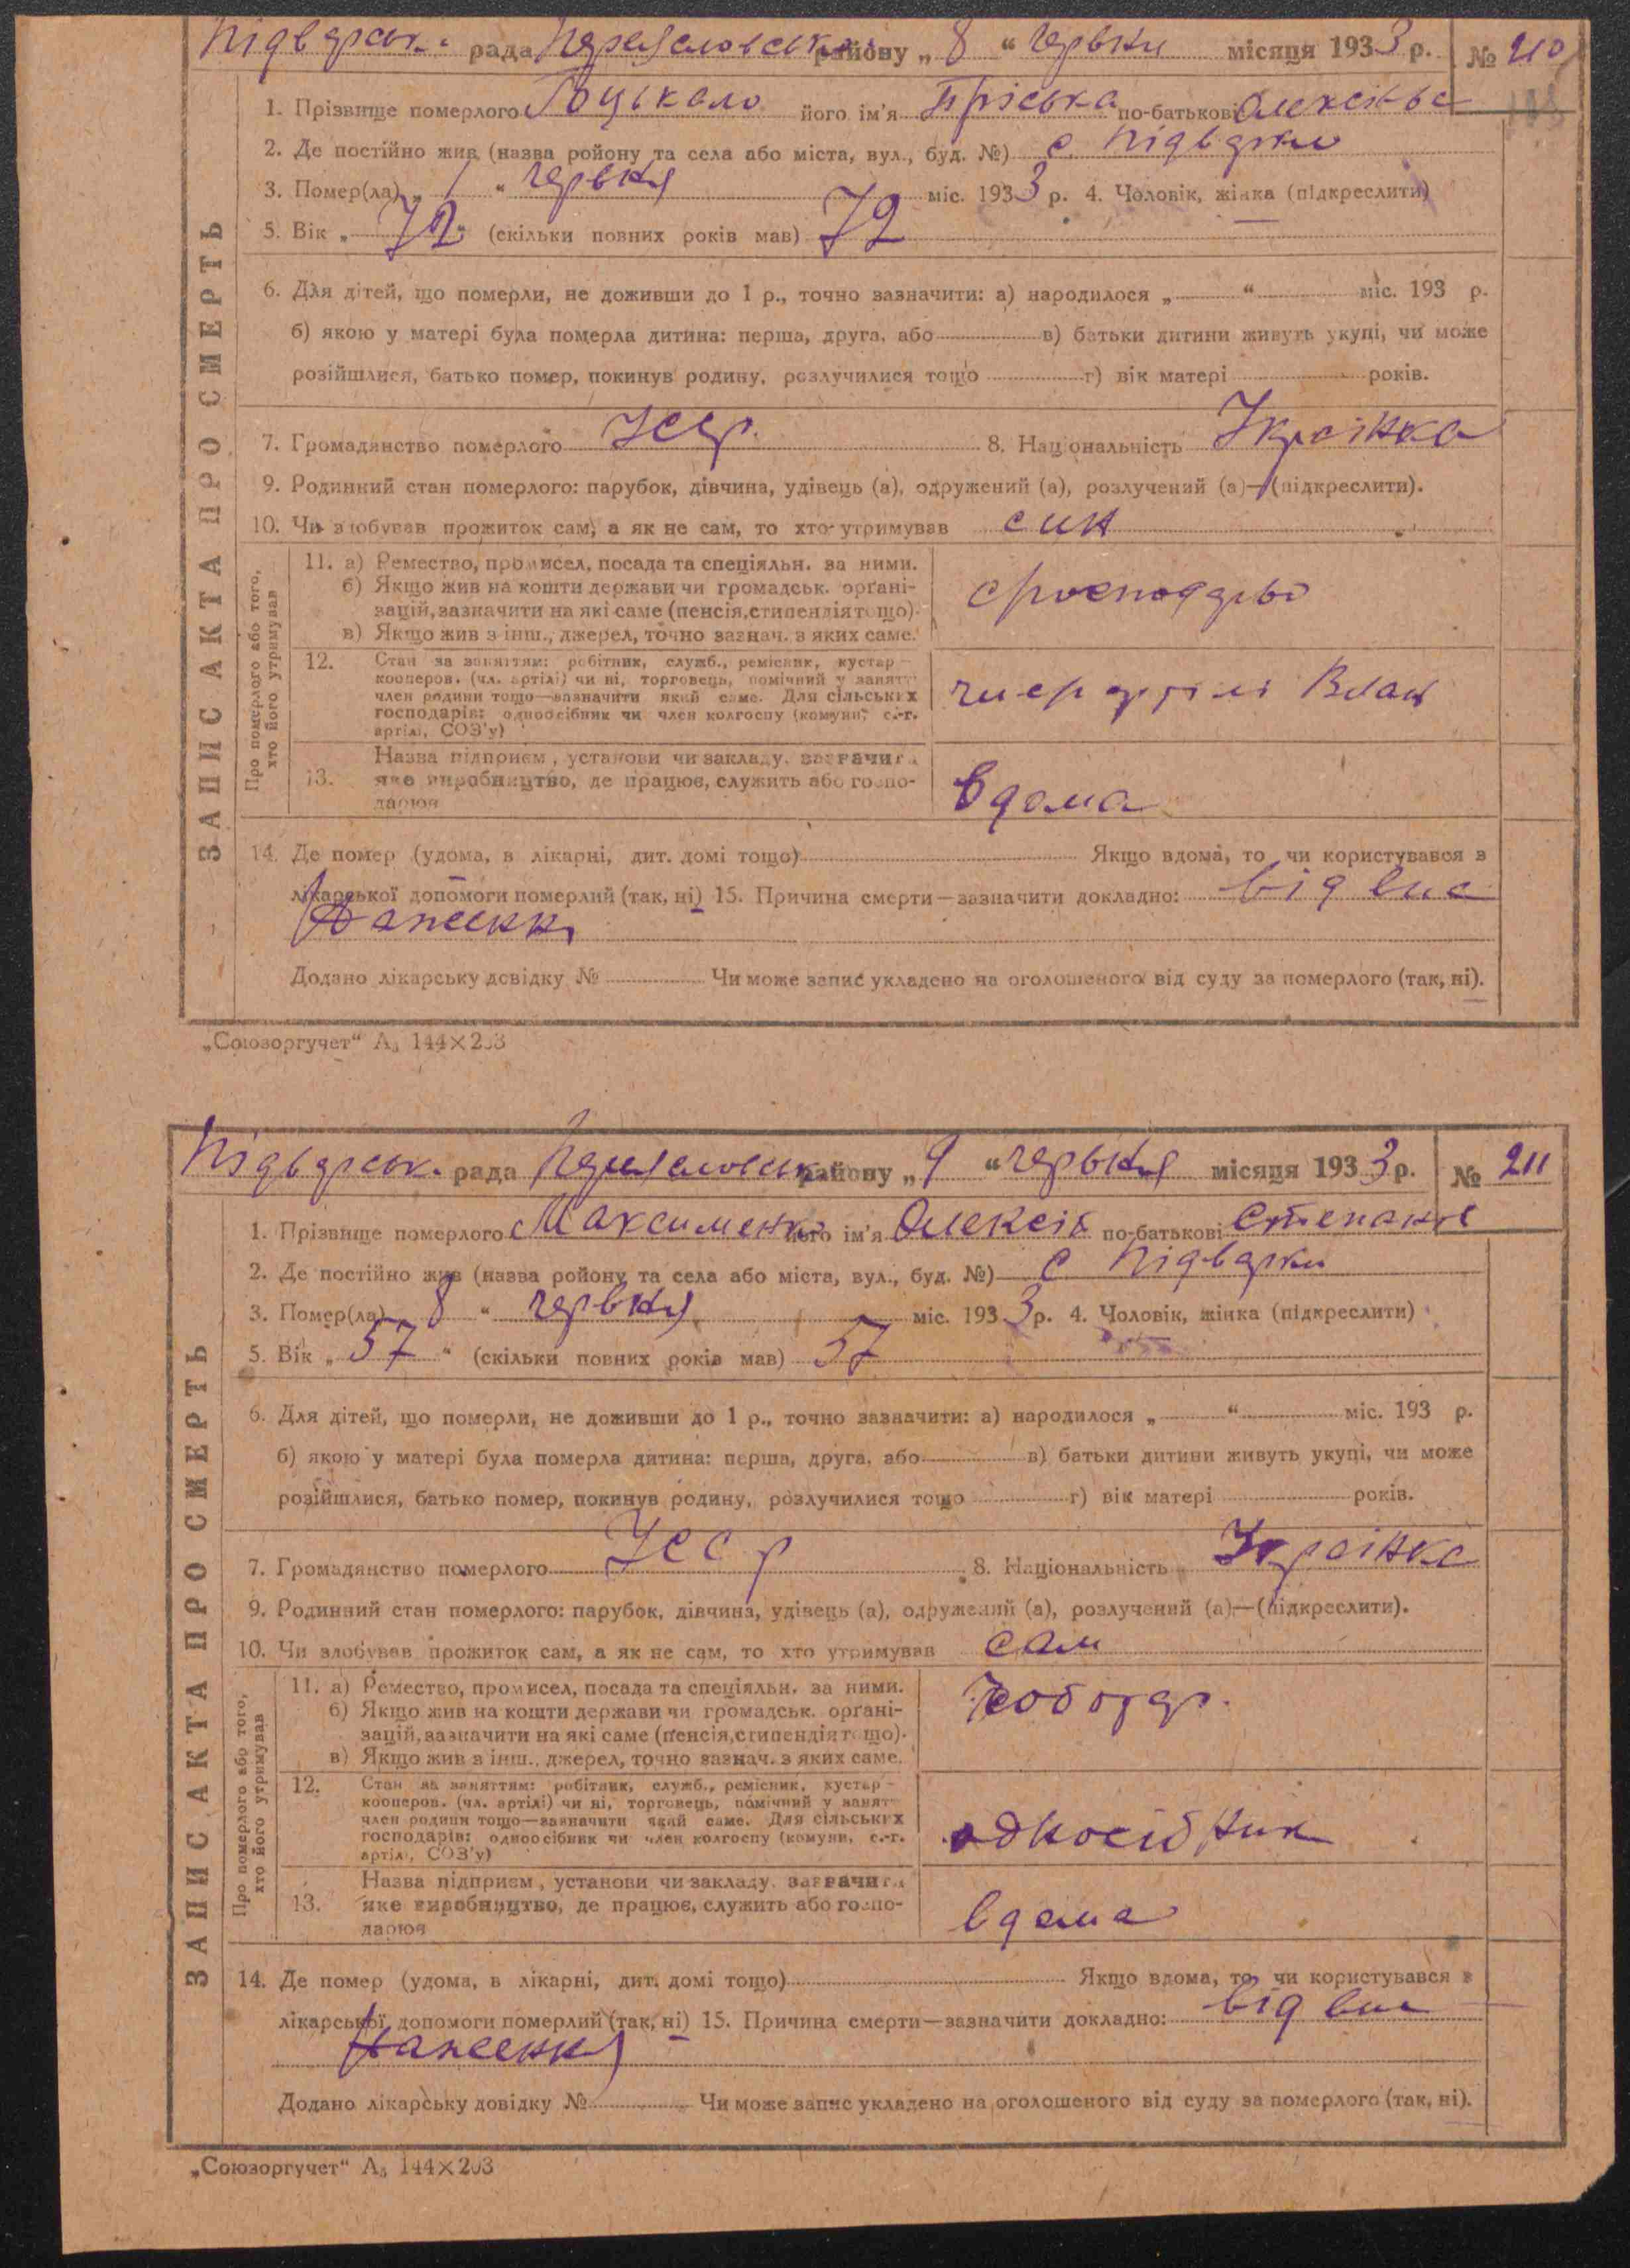 Підварськ. рада Переяславськ. району „ 8 “ червня місяця 1933 р. № 210
1. Прізвище померлого Гоцькало його ім'я Пріська по-батькові Олексієва
2. Де постійно жив (назва ройону та села або міста, вул., буд. №) с. Підварки
3. Помер(ла) „ 1 “ червня міс. 1933 р. 4. Чоловік, жінка (підкреслити)
5. Вік „ 72 “ (скільки повних років мав) 72
6. Для дітей, що померли, не доживши до 1 р., точно зазначити: а) народилося „ “ міс. 193 р.
б) якою у матері була померла дитина: перша, друга, або в) батьки дитини живуть укупі, чи може
розійшлися, батько помер, покинув родину, розлучилися тощо г) вік матері років.
7. Громадянство померлого УССР. 8. Національність Українка
9. Родинний стан померлого: парубок, дівчина, удівець (а), одружений (а), розлучений (а)—(підкреслити).
10. Чи здобував прожиток сам, а як не сам, то хто утримував син
ЗАПИС АКТА ПРО СМЕРТЬ
Про померлого або того, хто його утримував
11. а) Ремество, промисел, посада та спеціяльн. за ними.
б) Якщо жив на кошти держави чи громадськ. орґані-
зацій, зазначити на які саме (пенсія, стипендія тощо).
в) Якщо жив з інш., джерел, точно зазнач. з яких саме.
12. Стан за заняттям: робітник, служб., ремісник, кустар-
кооперов. (чл. артілі) чи ні, торговець, помічний у занятт
член родини тощо—зазначити який саме. Для сільських
господарів: одноосібник чи член колгоспу (комуни, с.-г.
артілі, СОЗ'у)
13. Назва підприєм, установи чи закладу, зазначити
яке виробництво, де працює, служить або госпо-
дарює
вдома
14. Де помер (удома, в лікарні, дит. домі тощо) Якщо вдома, то чи користувався з
лікарської допомоги померлий (так, ні) 15. Причина смерти—зазначити докладно: від вис
наження
Додано лікарську довідку № Чи може запис укладено на оголошеного від суду за померлого (так, ні).
„Союзоргучет“ А₅ 144×203
Підварськ. рада Переяславськ. району „ 9 “ червня місяця 1933 р. № 211
1. Прізвище померлого Максименко його ім'я Олексій по-батькові Степанов
2. Де постійно жив (назва ройону та села або міста, вул., буд. №) с. Підварки
3. Помер(ла) 8 “ червня міс. 1933 р. 4. Чоловік, жінка (підкреслити)
5. Вік „ 57 “ (скільки повних років мав) 57
6. Для дітей, що померли, не доживши до 1 р., точно зазначити: а) народилося „ “ міс. 193 р.
б) якою у матері була померла дитина: перша, друга, або в) батьки дитини живуть укупі, чи може
розійшлися, батько помер, покинув родину, розлучилися тощо г) вік матері років.
7. Громадянство померлого УССР 8. Національність Українка
9. Родинний стан померлого: парубок, дівчина, удівець (а), одружений (а), розлучений (а)—(підкреслити).
10. Чи здобував прожиток сам, а як не сам, то хто утримував сам
ЗАПИС АКТА ПРО СМЕРТЬ
Про померлого або того, хто його утримував
11. а) Ремество, промисел, посада та спеціяльн. за ними.
б) Якщо жив на кошти держави чи громадськ. орґані-
зацій, зазначити на які саме (пенсія, стипендія тощо).
в) Якщо жив з інш., джерел, точно зазнач. з яких саме.
12. Стан за заняттям: робітник, служб., ремісник, кустар-
кооперов. (чл. артілі) чи ні, торговець, помічний у занятт
член родини тощо—зазначити який саме. Для сільських
господарів: одноосібник чи член колгоспу (комуни, с.-г.
артілі, СОЗ'у)
односібник
13. Назва підприєм, установи чи закладу, зазначити
яке виробництво, де працює, служить або госпо-
дарює
вдома
14. Де помер (удома, в лікарні, дит. домі тощо) Якщо вдома, то чи користувався з
лікарської допомоги померлий (так, ні) 15. Причина смерти—зазначити докладно: від вис
наження
Додано лікарську довідку № Чи може запис укладено на оголошеного від суду за померлого (так, ні).
„Союзоргучет“ А₅ 144×203